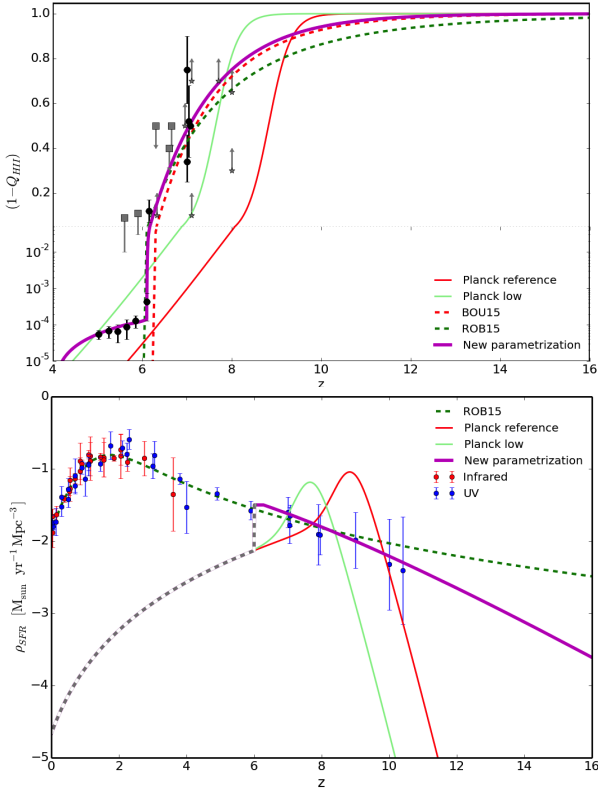 1.0
0.8
0.6
0.4
0.2
10^-2
10^-3
10^-4
10^-5
(1−Q_HII)
Planck reference
Planck low
BOU15
ROB15
New parametrization
4 6 8 10 12 14 16
z
0
−1
−2
−3
−4
−5
ρ_SFR [M_sun yr^−1 Mpc^−3]
ROB15
Planck reference
Planck low
New parametrization
Infrared
UV
0 2 4 6 8 10 12 14 16
z